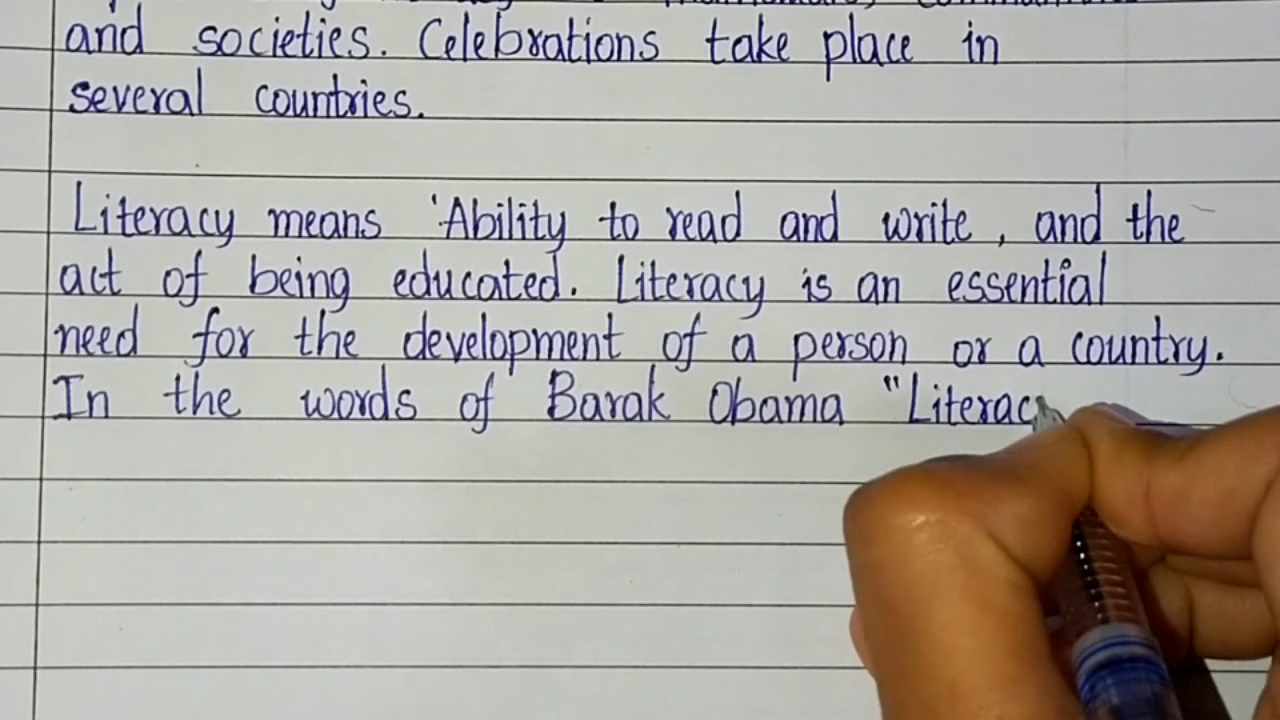 and societies. Celebrations take place in
several countries.
Literacy means 'Ability to read and write, and the
act of being educated. Literacy is an essential
need for the development of a person or a country.
In the words of Barak Obama "Literac